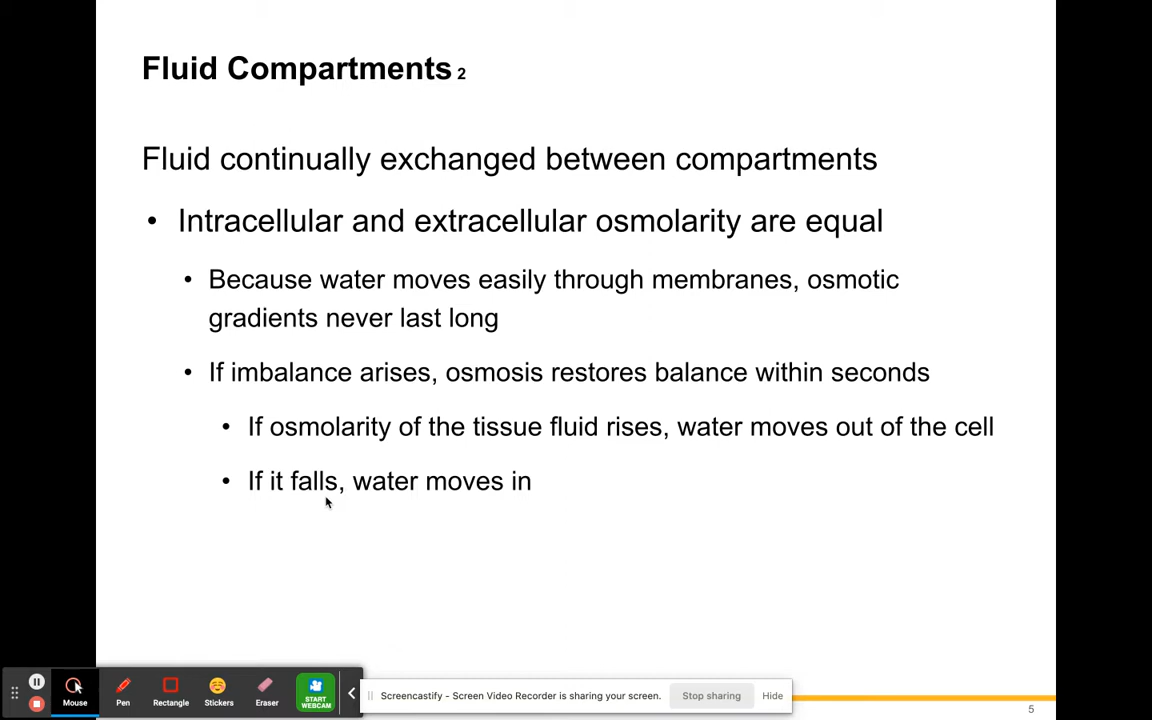 Fluid Compartments 2
Fluid continually exchanged between compartments
• Intracellular and extracellular osmolarity are equal
• Because water moves easily through membranes, osmotic
gradients never last long
• If imbalance arises, osmosis restores balance within seconds
• If osmolarity of the tissue fluid rises, water moves out of the cell
• If it falls, water moves in
Mouse
Pen
Rectangle
Stickers
Eraser
START
WEBCAM
Screencastify - Screen Video Recorder is sharing your screen.
Stop sharing
Hide
5